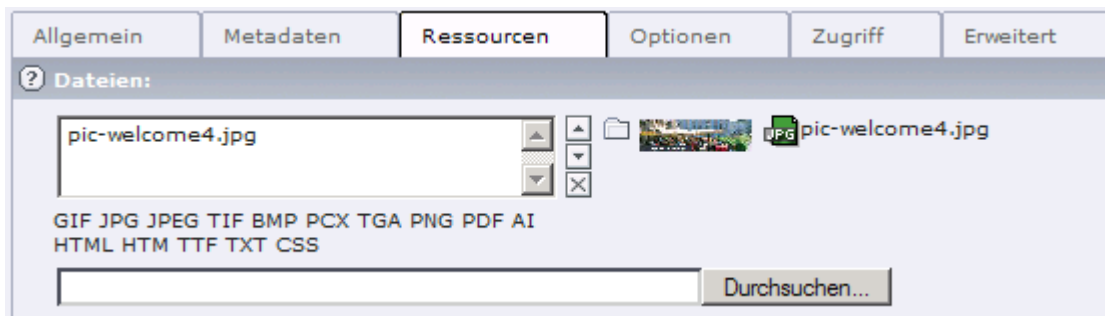 Allgemein Metadaten Ressourcen Optionen Zugriff Erweitert
? Dateien:
pic-welcome4.jpg
JPG pic-welcome4.jpg
GIF JPG JPEG TIF BMP PCX TGA PNG PDF AI
HTML HTM TTF TXT CSS
Durchsuchen...